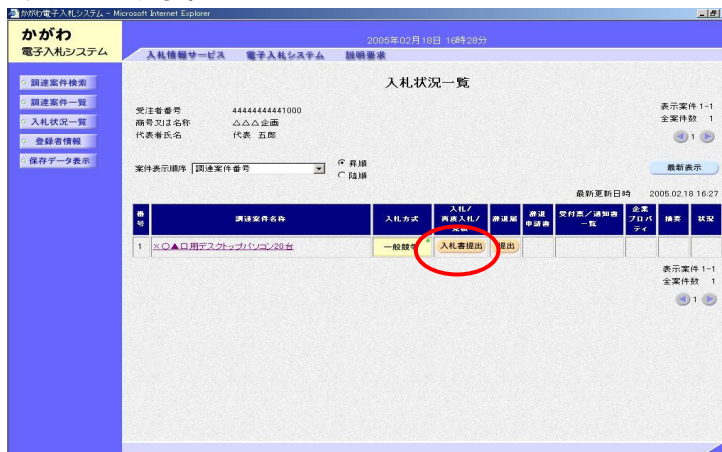 かがわ電子入札システム - Microsoft Internet Explorer
かがわ
電子入札システム
2005年02月18日 16時28分
入札情報サービス 電子入札システム 説明要求
調達案件検索
調達案件一覧
入札状況一覧
登録者情報
保存データ表示
入札状況一覧
受注者番号 44444444441000
商号又は名称 △△△企画
代表者氏名 代表 五郎
表示案件 1-1
全案件数 1
1
案件表示順序 調達案件番号
昇順
降順
最新表示
最新更新日時 2005.02.18 16:27
番号 調達案件名称 入札方式 入札/再度入札/見積 辞退届 辞退申請書 受付票/通知書一覧 企業プロパティ 摘要 状況
1 ×○▲口用デスクトップパソコン20台 一般競争 入札書提出 提出
表示案件 1-1
全案件数 1
1